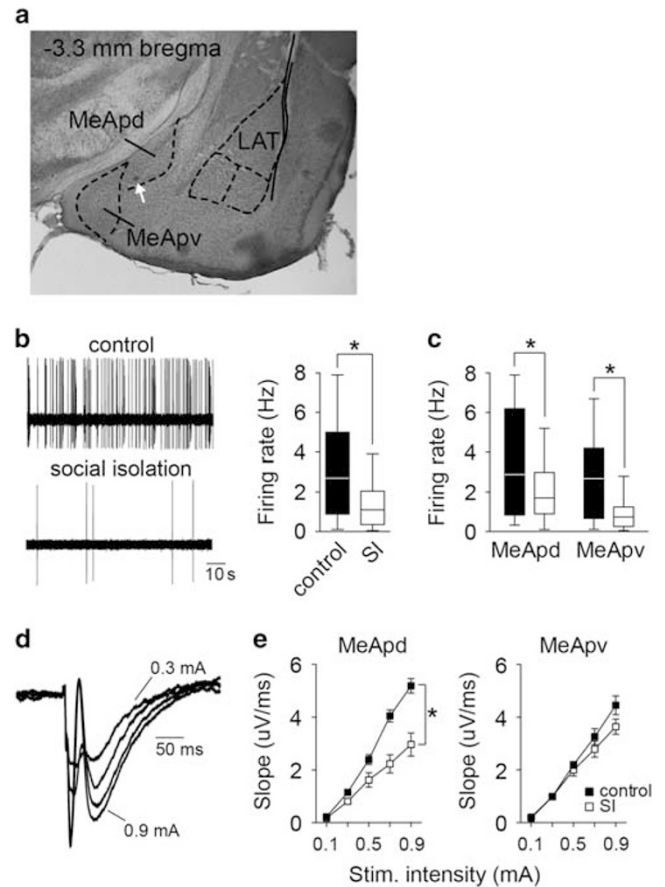 a
-3.3 mm bregma
MeApd
LAT
MeApv
b
control
social isolation
10 s
*
Firing rate (Hz)
8
6
4
2
0
control
SI
c
*
*
Firing rate (Hz)
8
6
4
2
0
MeApd
MeApv
d
0.3 mA
50 ms
0.9 mA
e
MeApd
Slope (uV/ms)
6
4
2
0
*
0.1
0.5
0.9
MeApv
Slope (uV/ms)
6
4
2
0
control
SI
0.1
0.5
0.9
Stim. intensity (mA)